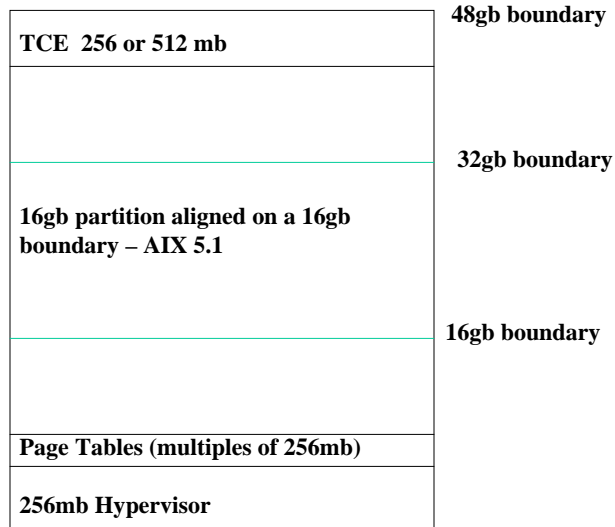 48gb boundary
TCE  256 or 512 mb
32gb boundary
16gb partition aligned on a 16gb
boundary – AIX 5.1
16gb boundary
Page Tables (multiples of 256mb)
256mb Hypervisor